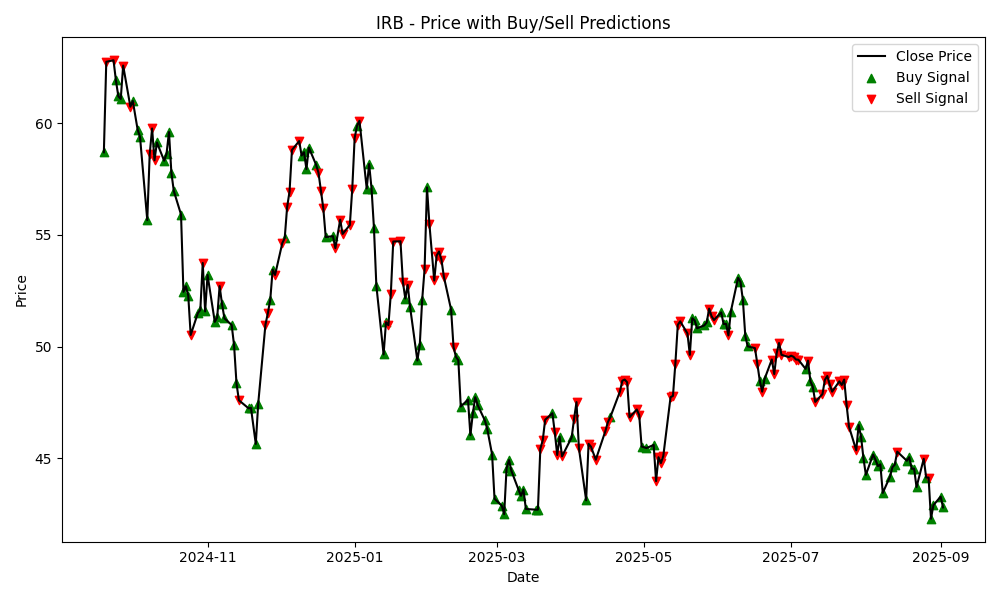 IRB - Price with Buy/Sell Predictions
Close Price
Buy Signal
Sell Signal
Price
60
55
50
45
2024-11
2025-01
2025-03
2025-05
2025-07
2025-09
Date